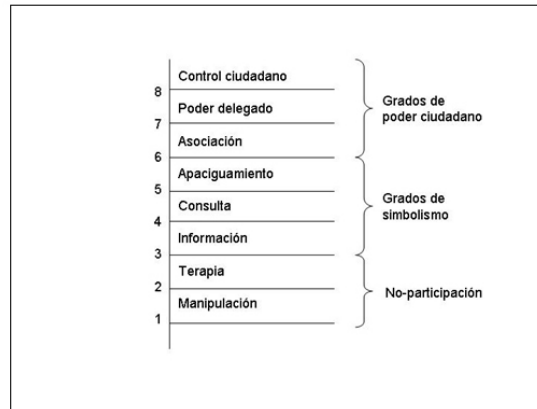 Control ciudadano
8
Poder delegado
7
Asociación
6
Apaciguamiento
5
Consulta
4
Información
3
Terapia
2
Manipulación
1
Grados de
poder ciudadano
Grados de
simbolismo
No-participación